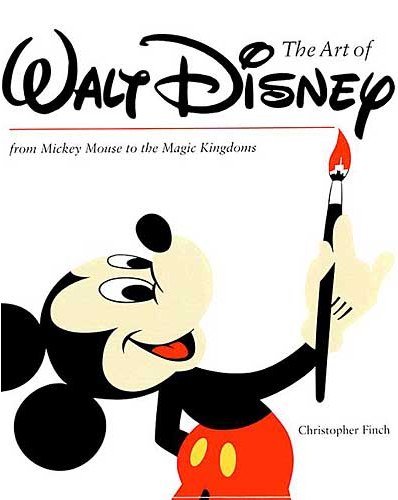 The Art of
WALT DISNEY
from Mickey Mouse to the Magic Kingdoms
Christopher Finch